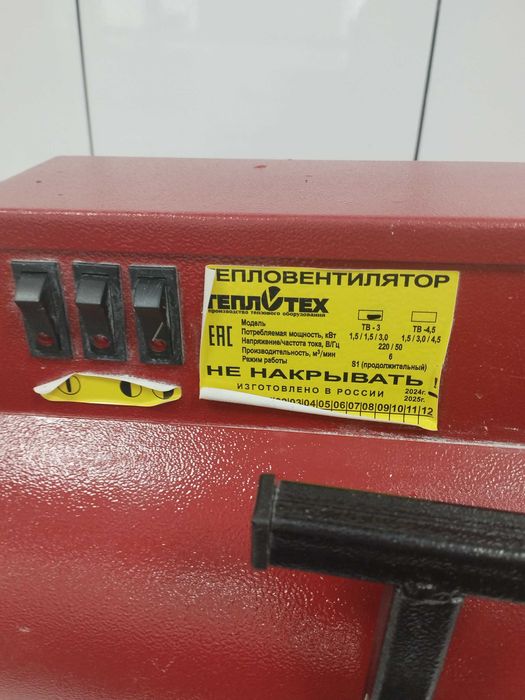 ЕПЛОВЕНТИЛЯТОР
ТЕПЛОТЕХ
производство теплового оборудования
EAC
Модель ТВ - 3 ТВ -4,5
Потребляемая мощность, кВт 1,5 / 1,5 / 3,0 1,5 / 3,0 / 4,5
Напряжение/частота тока, В/Гц 220 / 50
Производительность, м³/мин 6
Режим работы S1 (продолжительный)
НЕ НАКРЫВАТЬ!
ИЗГОТОВЛЕНО В РОССИИ 2024г.
2025г.
02 03 04 05 06 07 08 09 10 11 12